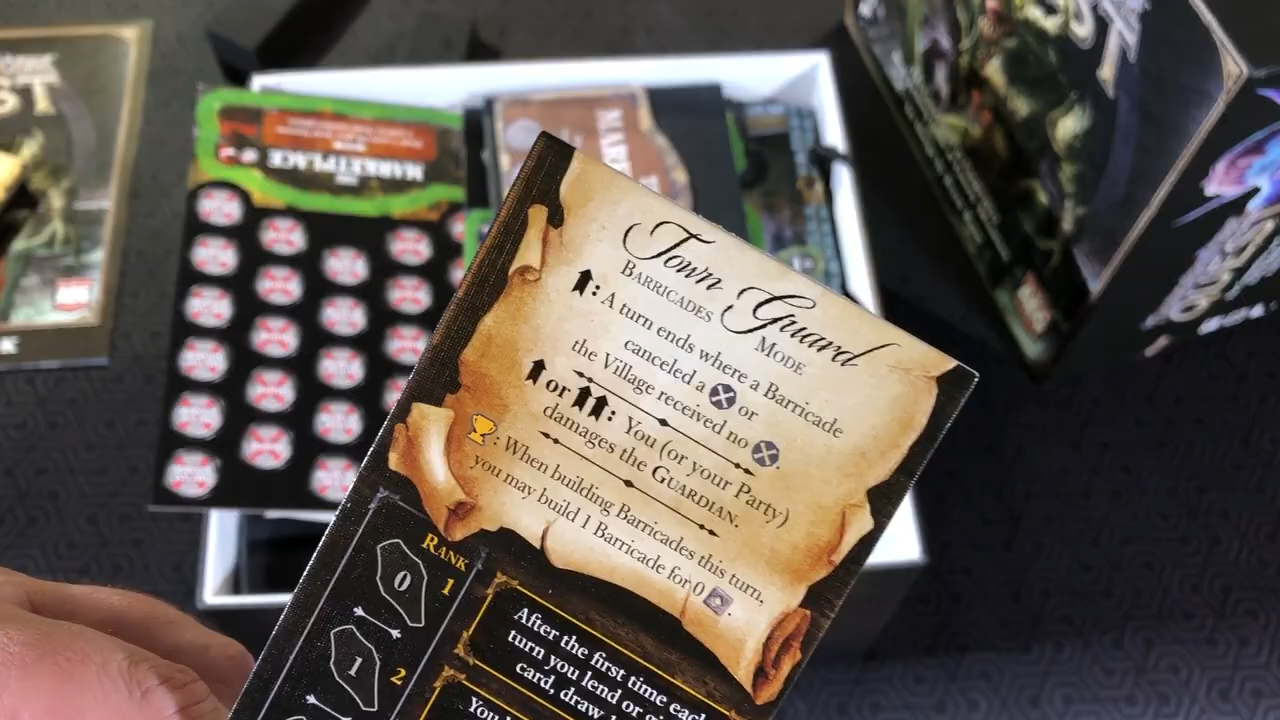 Town Guard
BARRICADES MODE
: A turn ends where a Barricade
canceled a or
the Village received no .
or : You (or your Party)
damages the GUARDIAN.
: When building Barricades this turn,
you may build 1 Barricade for 0 .
RANK
0 1
1 2
After the first time each
turn you lend or
card, draw
You
MARKETPLACE